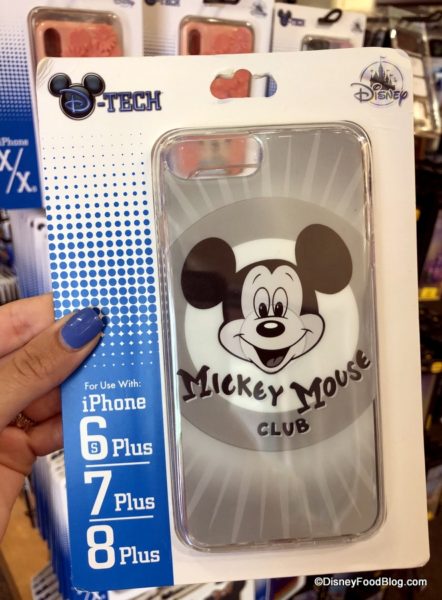 D-TECH
Disney
iPhone
X/Xs
MICKEY MOUSE
CLUB
For Use With:
iPhone
6s Plus
7 Plus
8 Plus
©DisneyFoodBlog.com